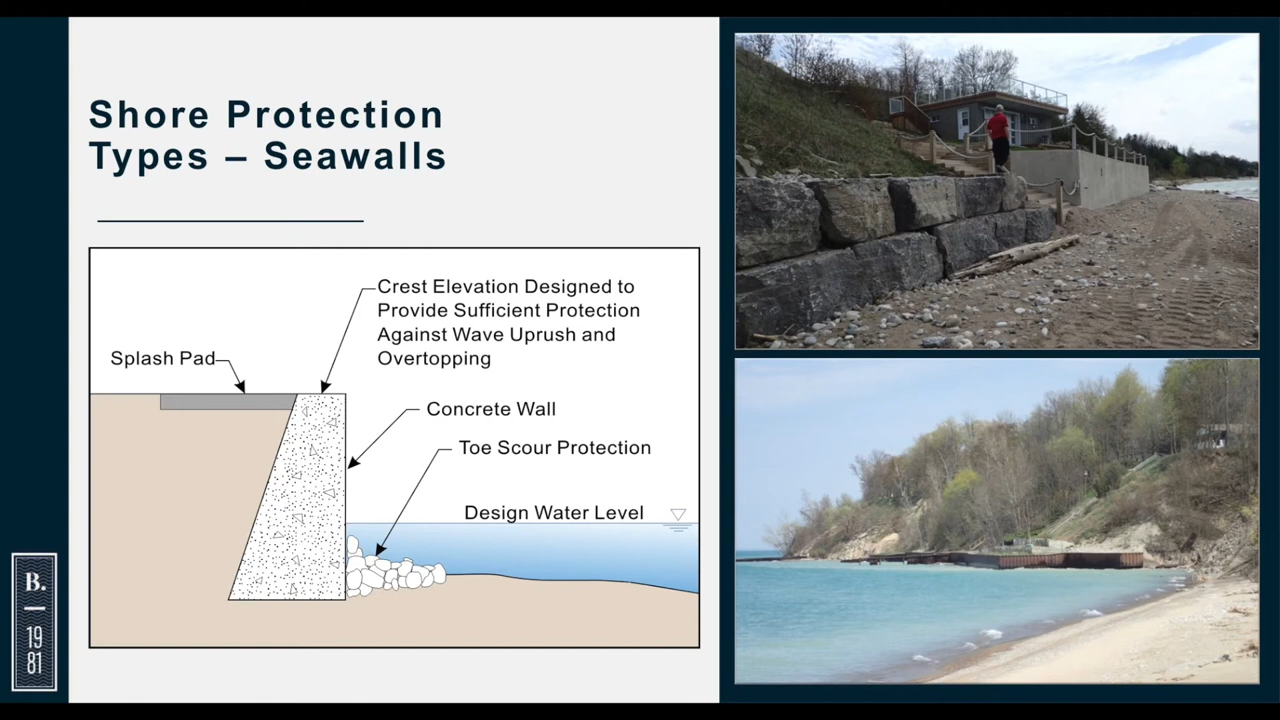 Shore Protection
Types – Seawalls
Crest Elevation Designed to
Provide Sufficient Protection
Against Wave Uprush and
Overtopping
Splash Pad
Concrete Wall
Toe Scour Protection
Design Water Level
B.
19
81